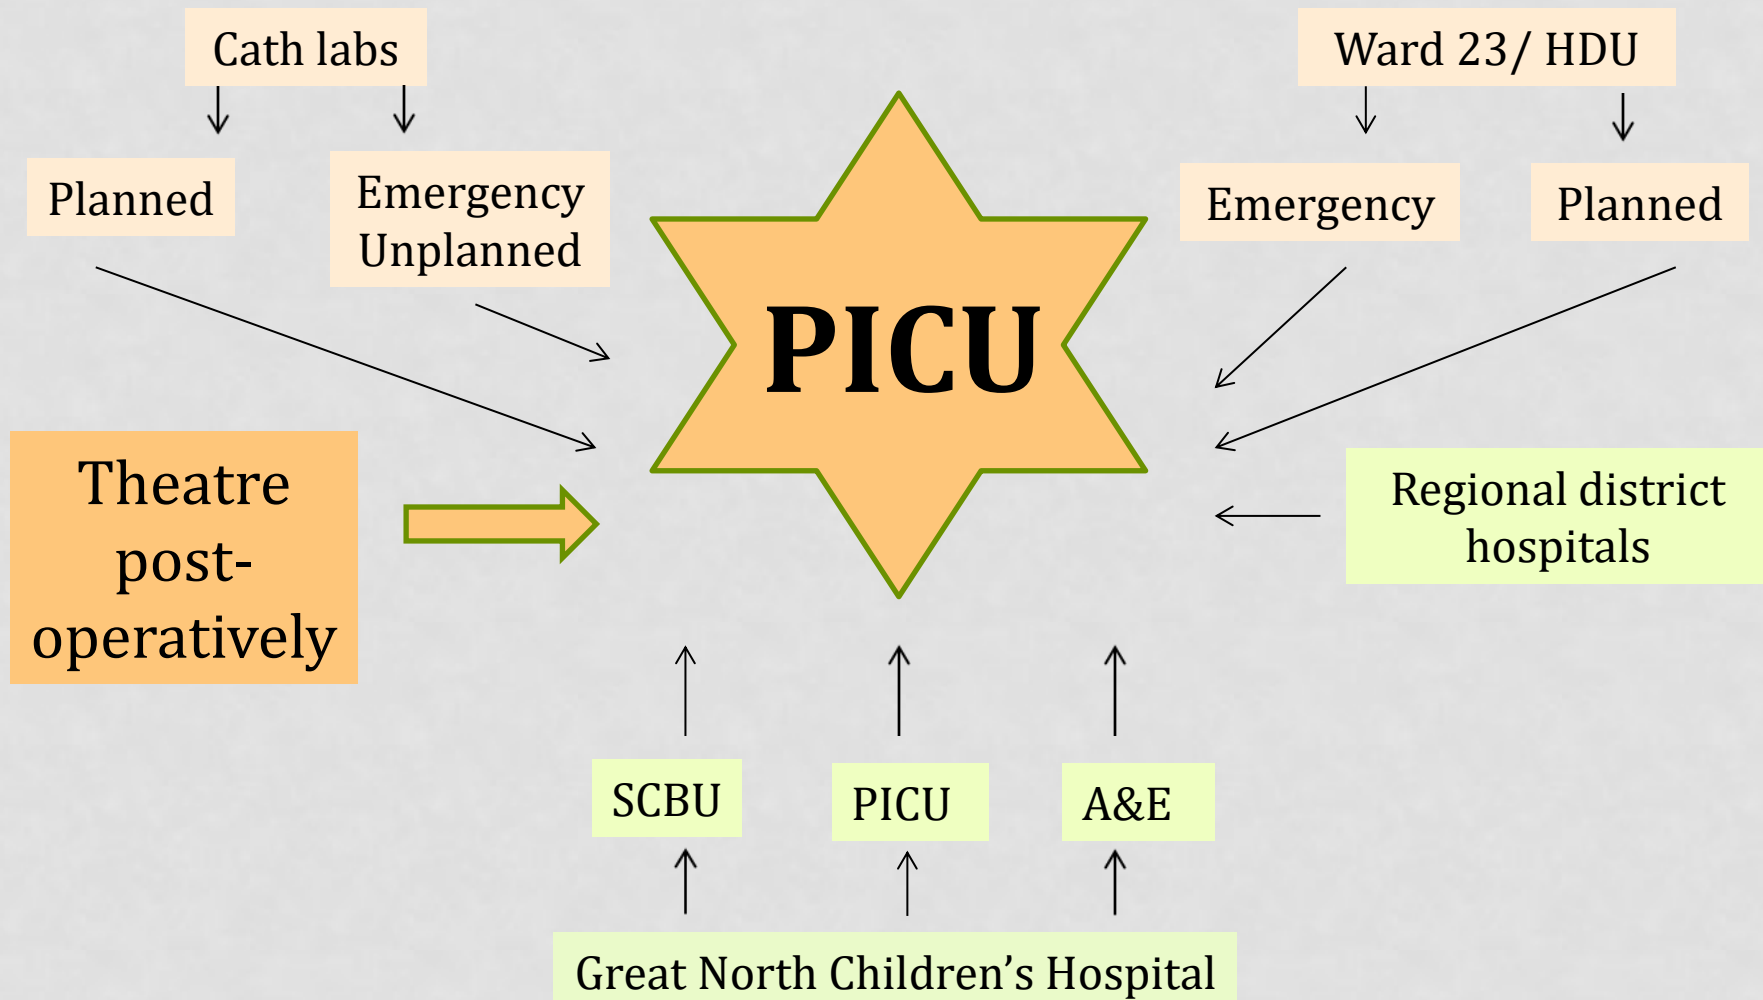 Cath labs
Ward 23/ HDU
Planned
Emergency
Unplanned
Emergency
Planned
PICU
Theatre
post-
operatively
Regional district
hospitals
SCBU
PICU
A&E
Great North Children’s Hospital